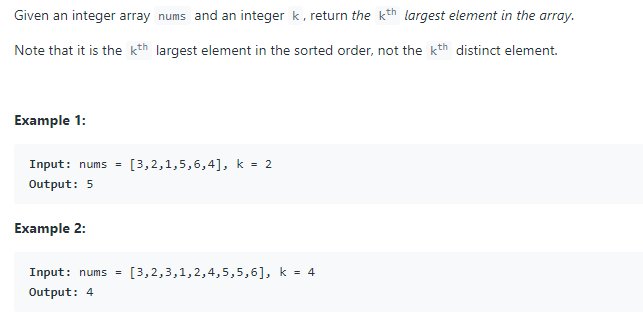 Given an integer array nums and an integer k, return the kth largest element in the array.
Note that it is the kth largest element in the sorted order, not the kth distinct element.
Example 1:
Input: nums = [3,2,1,5,6,4], k = 2
Output: 5
Example 2:
Input: nums = [3,2,3,1,2,4,5,5,6], k = 4
Output: 4